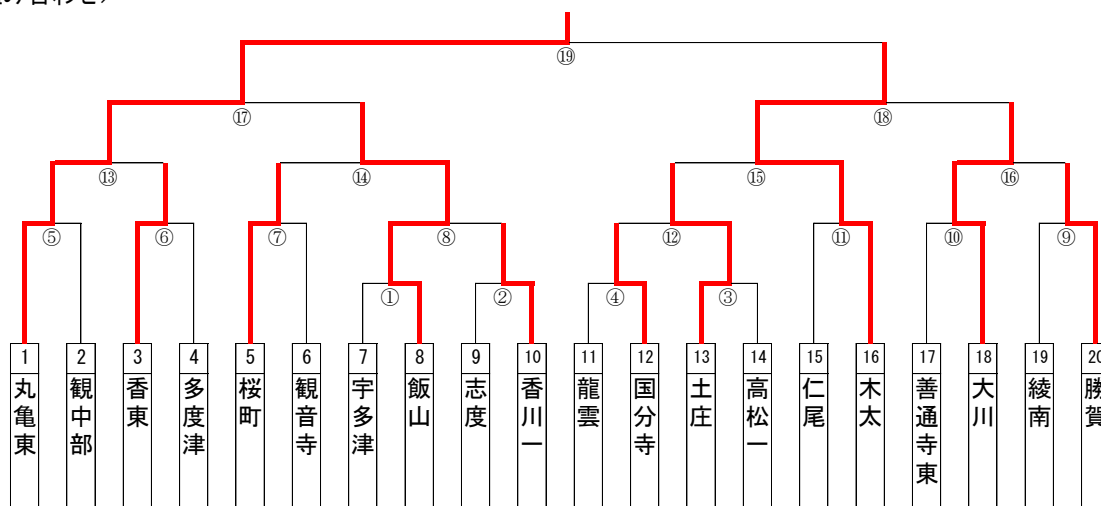 ⑲
⑰
⑱
⑬
⑭
⑮
⑯
⑤
⑥
⑦
⑧
⑫
⑪
⑩
⑨
①
②
④
③
1 丸亀東
2 観中部
3 香東
4 多度津
5 桜町
6 観音寺
7 宇多津
8 飯山
9 志度
10 香川一
11 龍雲
12 国分寺
13 土庄
14 高松一
15 仁尾
16 木太
17 善通寺東
18 大川
19 綾南
20 勝賀